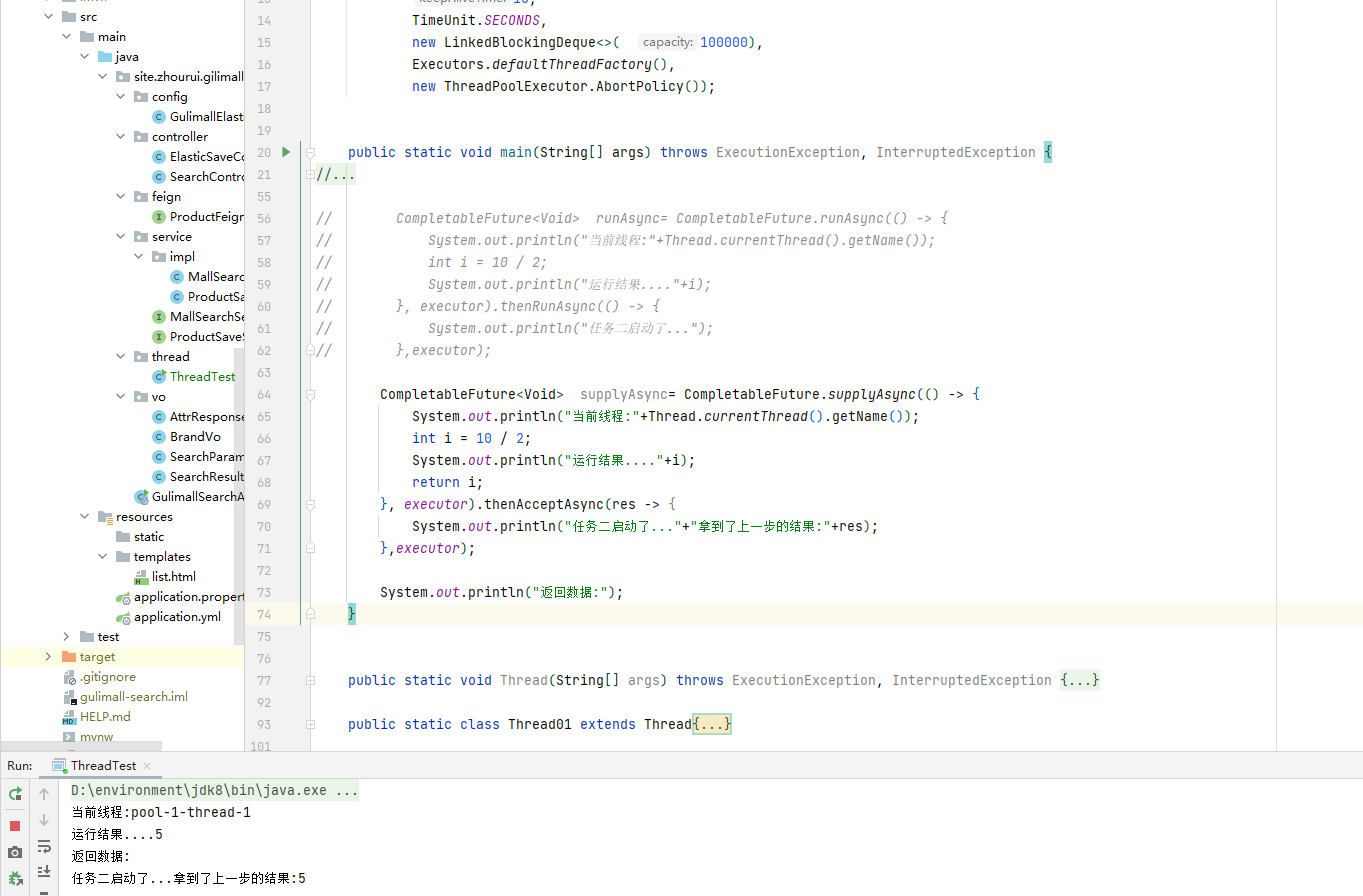 src
main
java
site.zhourui.gilimall
config
GulimallElast
controller
ElasticSaveCo
SearchContro
feign
ProductFeign
service
impl
MallSearc
ProductSa
MallSearchSe
ProductSaveS
thread
ThreadTest
vo
AttrResponse
BrandVo
SearchParam
SearchResult
GulimallSearchA
resources
static
templates
list.html
application.propert
application.yml
test
target
.gitignore
gulimall-search.iml
HELP.md
mvnw
14 TimeUnit.SECONDS,
15 new LinkedBlockingDeque<>( capacity: 100000),
16 Executors.defaultThreadFactory(),
17 new ThreadPoolExecutor.AbortPolicy());
18
19
20 public static void main(String[] args) throws ExecutionException, InterruptedException {
21 //...
55
56 // CompletableFuture<Void> runAsync= CompletableFuture.runAsync(() -> {
57 // System.out.println("当前线程:"+Thread.currentThread().getName());
58 // int i = 10 / 2;
59 // System.out.println("运行结果...."+i);
60 // }, executor).thenRunAsync(() -> {
61 // System.out.println("任务二启动了...");
62 // },executor);
63
64 CompletableFuture<Void> supplyAsync= CompletableFuture.supplyAsync(() -> {
65 System.out.println("当前线程:"+Thread.currentThread().getName());
66 int i = 10 / 2;
67 System.out.println("运行结果...."+i);
68 return i;
69 }, executor).thenAcceptAsync(res -> {
70 System.out.println("任务二启动了..."+"拿到了上一步的结果:"+res);
71 },executor);
72
73 System.out.println("返回数据:");
74 }
75
76
77 public static void Thread(String[] args) throws ExecutionException, InterruptedException {...}
92
93 public static class Thread01 extends Thread{...}
101
Run: ThreadTest
D:\environment\jdk8\bin\java.exe ...
当前线程:pool-1-thread-1
运行结果....5
返回数据:
任务二启动了...拿到了上一步的结果:5